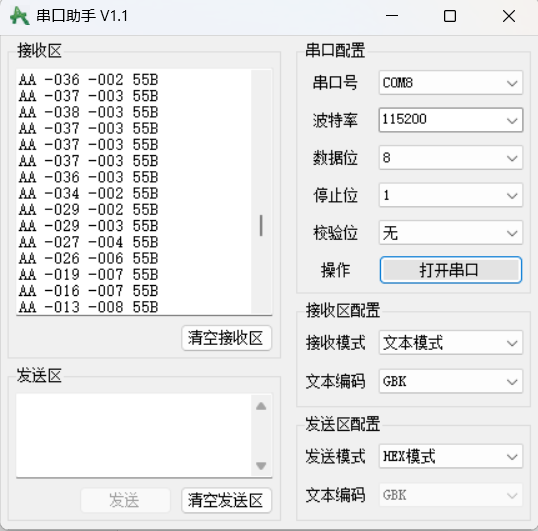 串口助手 V1.1
接收区
AA -036 -002 55B
AA -037 -003 55B
AA -038 -003 55B
AA -037 -003 55B
AA -037 -003 55B
AA -037 -003 55B
AA -036 -003 55B
AA -034 -002 55B
AA -029 -002 55B
AA -029 -003 55B
AA -027 -004 55B
AA -026 -006 55B
AA -019 -007 55B
AA -016 -007 55B
AA -013 -008 55B
清空接收区
发送区
发送
清空发送区
串口配置
串口号 COM8
波特率 115200
数据位 8
停止位 1
校验位 无
操作 打开串口
接收区配置
接收模式 文本模式
文本编码 GBK
发送区配置
发送模式 HEX模式
文本编码 GBK